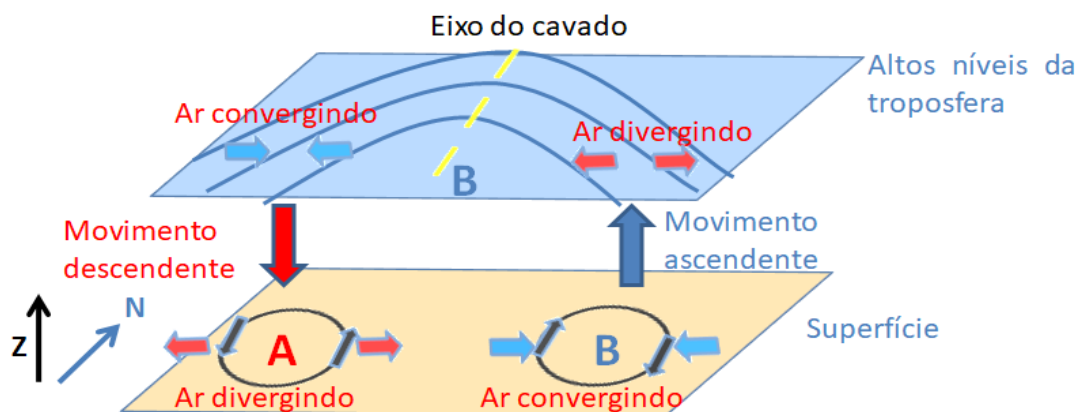 Eixo do cavado
Altos níveis da
troposfera
Ar convergindo
Ar divergindo
B
Movimento
descendente
Movimento
ascendente
N
Z
A
B
Superfície
Ar divergindo
Ar convergindo